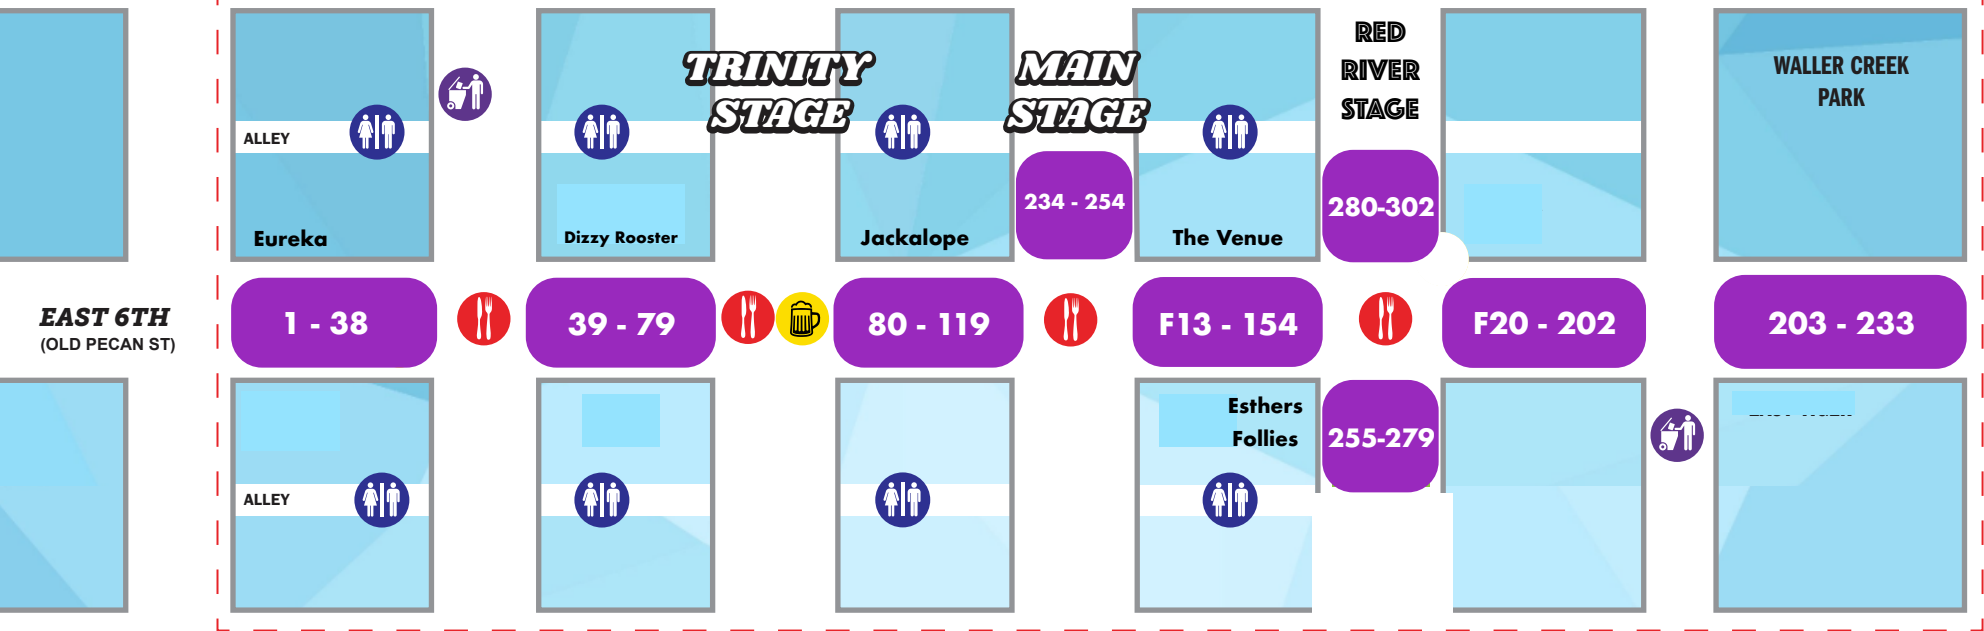 TRINITY
STAGE
MAIN
STAGE
RED
RIVER
STAGE
WALLER CREEK
PARK
ALLEY
234 - 254
280-302
Eureka
Dizzy Rooster
Jackalope
The Venue
EAST 6TH
(OLD PECAN ST)
1 - 38
39 - 79
80 - 119
F13 - 154
F20 - 202
203 - 233
Esthers
Follies
255-279
ALLEY